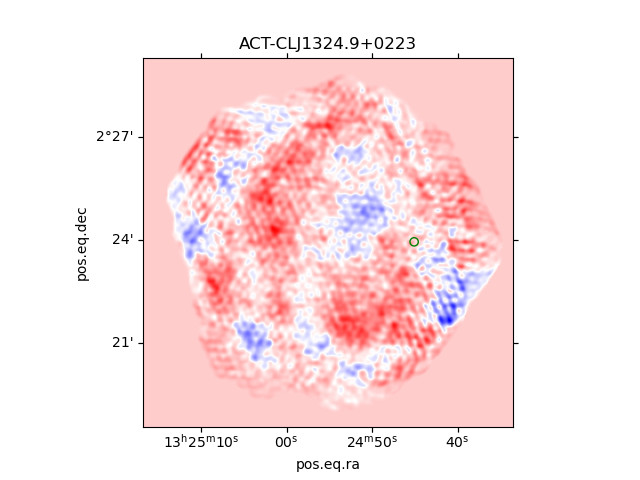 ACT-CLJ1324.9+0223
2°27'
24'
21'
pos.eq.dec
13ʰ25ᵐ10ˢ 00ˢ 24ᵐ50ˢ 40ˢ
pos.eq.ra